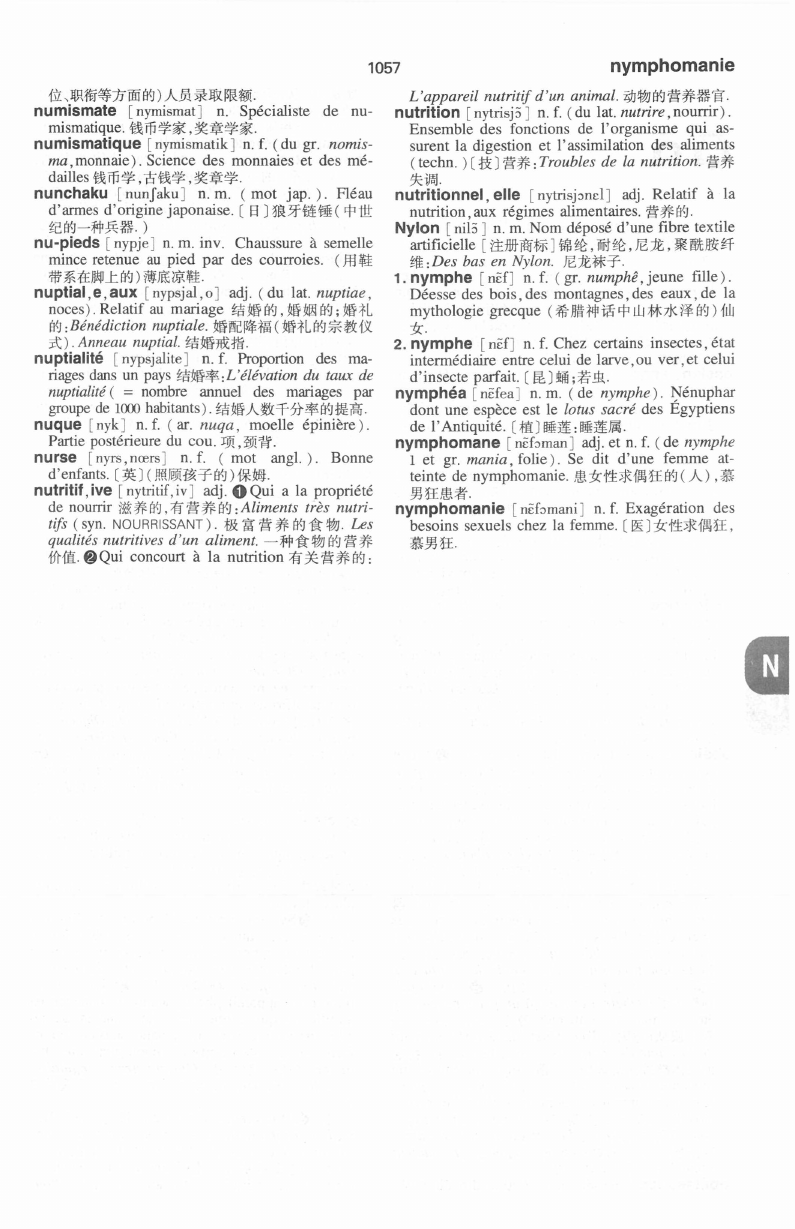 1057
nymphomanie
位、职衔等方面的)人员录取限额.
numismate [nymismat] n. Spécialiste de nu-
mismatique. 钱币学家,奖章学家.
numismatique [nymismatik] n. f. (du gr. nomis-
ma,monnaie). Science des monnaies et des mé-
dailles 钱币学,古钱学,奖章学.
nunchaku [nunʃaku] n. m. ( mot jap. ). Fléau
d'armes d'origine japonaise. [日]狼牙链锤(中世
纪的一种兵器. )
nu-pieds [nypje] n. m. inv. Chaussure à semelle
mince retenue au pied par des courroies. (用鞋
带系在脚上的)薄底凉鞋.
nuptial,e,aux [nypsjal,o] adj. (du lat. nuptiae,
noces). Relatif au mariage 结婚的,婚姻的;婚礼
的:Bénédiction nuptiale. 婚配降福(婚礼的宗教仪
式). Anneau nuptial. 结婚戒指.
nuptialité [nypsjalite] n. f. Proportion des ma-
riages dans un pays 结婚率:L'élévation du taux de
nuptialité ( = nombre annuel des mariages par
groupe de 1000 habitants). 结婚人数千分率的提高.
nuque [nyk] n. f. (ar. nuqa, moelle épinière).
Partie postérieure du cou. 项,颈背.
nurse [nyrs,nœrs] n. f. ( mot angl. ). Bonne
d'enfants. [英](照顾孩子的)保姆.
nutritif,ive [nytritif,iv] adj. ❶Qui a la propriété
de nourrir 滋养的,有营养的:Aliments très nutri-
tifs (syn. NOURRISSANT). 极富营养的食物. Les
qualités nutritives d'un aliment. 一种食物的营养
价值. ❷Qui concourt à la nutrition 有关营养的:
L'appareil nutritif d'un animal. 动物的营养器官.
nutrition [nytrisjɔ̃] n. f. (du lat. nutrire,nourrir).
Ensemble des fonctions de l'organisme qui as-
surent la digestion et l'assimilation des aliments
(techn. )[技]营养:Troubles de la nutrition. 营养
失调.
nutritionnel,elle [nytrisjɔnɛl] adj. Relatif à la
nutrition,aux régimes alimentaires. 营养的.
Nylon [nilɔ̃] n. m. Nom déposé d'une fibre textile
artificielle [注册商标]锦纶,耐纶,尼龙,聚酰胺纤
维:Des bas en Nylon. 尼龙袜子.
1. nymphe [nɛ̃f] n. f. (gr. numphê,jeune fille).
Déesse des bois,des montagnes,des eaux,de la
mythologie grecque (希腊神话中山林水泽的)仙
女.
2. nymphe [nɛ̃f] n. f. Chez certains insectes,état
intermédiaire entre celui de larve,ou ver,et celui
d'insecte parfait. [昆]蛹;若虫.
nymphéa [nɛ̃fea] n. m. (de nymphe). Nénuphar
dont une espèce est le lotus sacré des Égyptiens
de l'Antiquité. [植]睡莲;睡莲属.
nymphomane [nɛ̃fɔman] adj. et n. f. (de nymphe
1 et gr. mania,folie). Se dit d'une femme at-
teinte de nymphomanie. 患女性求偶狂的(人),慕
男狂患者.
nymphomanie [nɛ̃fɔmani] n. f. Exagération des
besoins sexuels chez la femme. [医]女性求偶狂,
慕男狂.
N